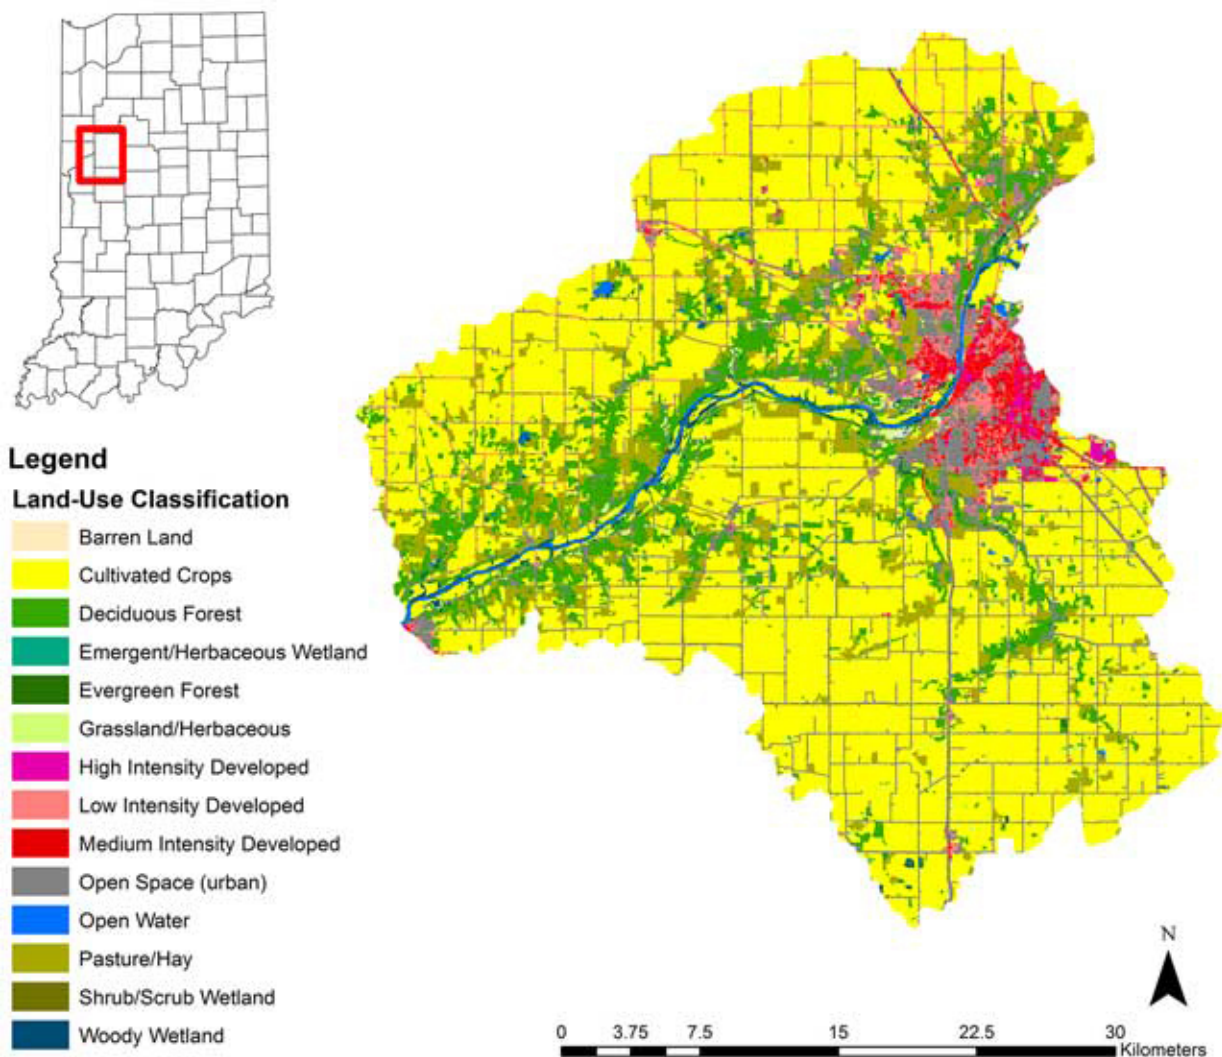 Legend
Land-Use Classification
Barren Land
Cultivated Crops
Deciduous Forest
Emergent/Herbaceous Wetland
Evergreen Forest
Grassland/Herbaceous
High Intensity Developed
Low Intensity Developed
Medium Intensity Developed
Open Space (urban)
Open Water
Pasture/Hay
Shrub/Scrub Wetland
Woody Wetland
N
0 3.75 7.5 15 22.5 30
Kilometers